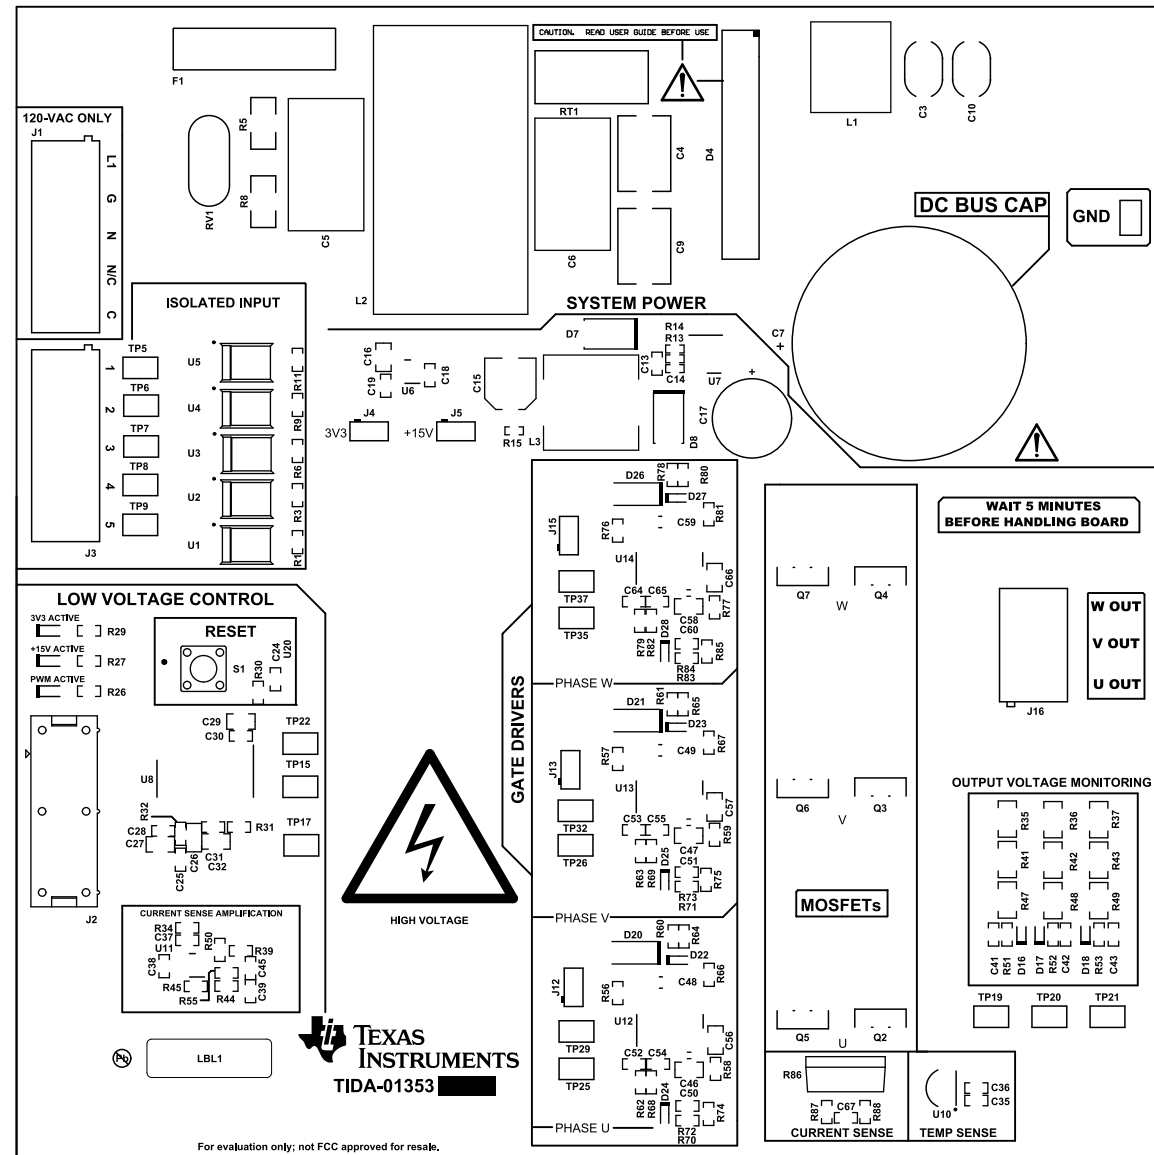 CAUTION. READ USER GUIDE BEFORE USE
F1
RT1
L1
C3
C10
120-VAC ONLY
J1
L1
G
N
N/C
C
R5
R8
RV1
C5
L2
C4
C6
C9
D4
DC BUS CAP
GND
C7
+
ISOLATED INPUT
SYSTEM POWER
TP5
1
U5
R11
TP6
2
U4
R9
TP7
3
U3
R6
TP8
4
U2
R3
TP9
5
U1
R1
J3
C16
C19
U6
C18
C15
D7
R14
R13
C13
C14
U7
+
C17
J4
3V3
J5
+15V
R15
L3
D8
WAIT 5 MINUTES
BEFORE HANDLING BOARD
LOW VOLTAGE CONTROL
3V3 ACTIVE
R29
+15V ACTIVE
R27
PWM ACTIVE
R26
RESET
S1
R30
C24
U20
C29
C30
TP22
U8
TP15
R32
C28
C27
R31
TP17
C31
C32
C26
C25
J2
CURRENT SENSE AMPLIFICATION
R34
C37
U11
R50
R39
C38
C45
R45
R55
R44
C39
HIGH VOLTAGE
Pb
LBL1
TEXAS
INSTRUMENTS
TIDA-01353
For evaluation only; not FCC approved for resale.
GATE DRIVERS
D26
R78
R80
D27
J15
R76
C59
R81
U14
C66
TP37
C64
C65
R77
TP35
C58
C60
R79
R82
D28
R85
R84
R83
PHASE W
D21
R61
R65
D23
J13
R57
C49
R67
U13
C57
TP32
C53
C55
R59
TP26
C47
C51
R63
R69
D25
R75
R73
R71
PHASE V
D20
R60
R64
D22
J12
R56
C48
R66
U12
C56
TP29
C52
C54
R58
TP25
C46
C50
R62
R68
D24
R74
R72
R70
PHASE U
Q7
W
Q4
Q6
V
Q3
MOSFETs
Q5
U
Q2
W OUT
V OUT
U OUT
J16
OUTPUT VOLTAGE MONITORING
R35
R36
R37
R41
R42
R43
R47
R48
R49
C41
R51
D16
D17
R52
C42
D18
R53
C43
TP19
TP20
TP21
R86
R87
C67
R88
CURRENT SENSE
U10
C36
C35
TEMP SENSE